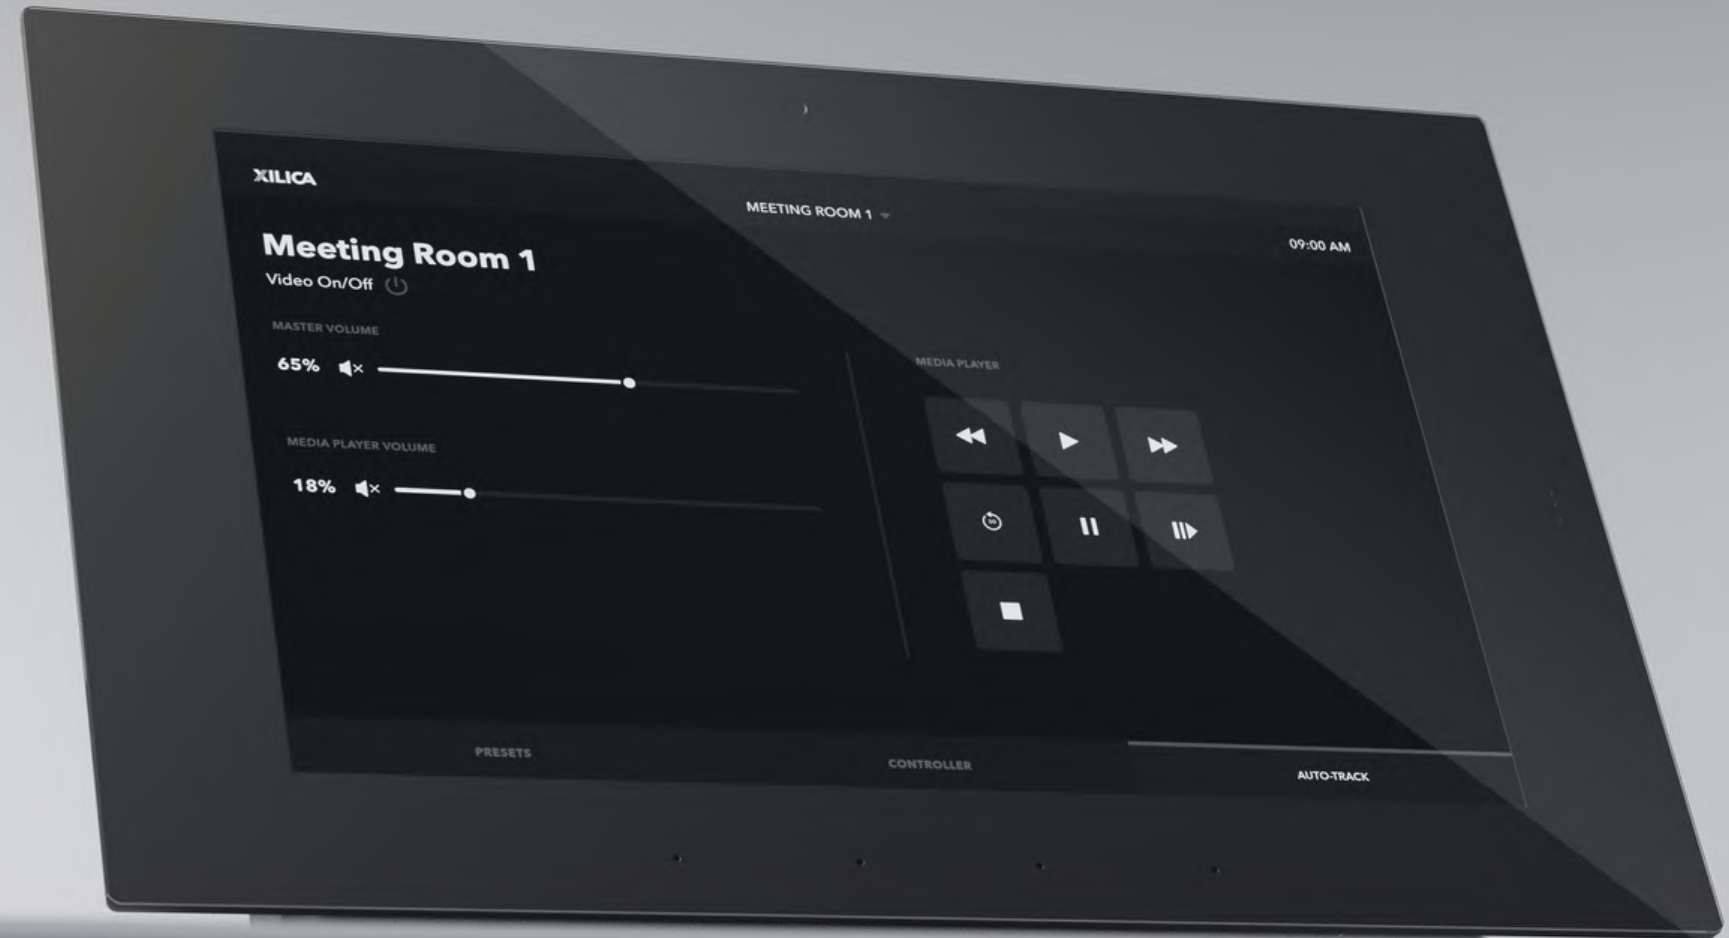 XILICA
MEETING ROOM 1
09:00 AM
Meeting Room 1
Video On/Off
MASTER VOLUME
65%
MEDIA PLAYER VOLUME
18%
MEDIA PLAYER
PRESETS
CONTROLLER
AUTO-TRACK